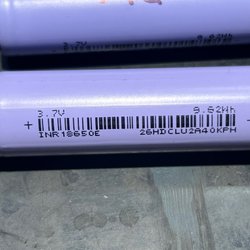 3.7V 9.62Wh
+ +
INR18650E 26HDCLU2A40KPH